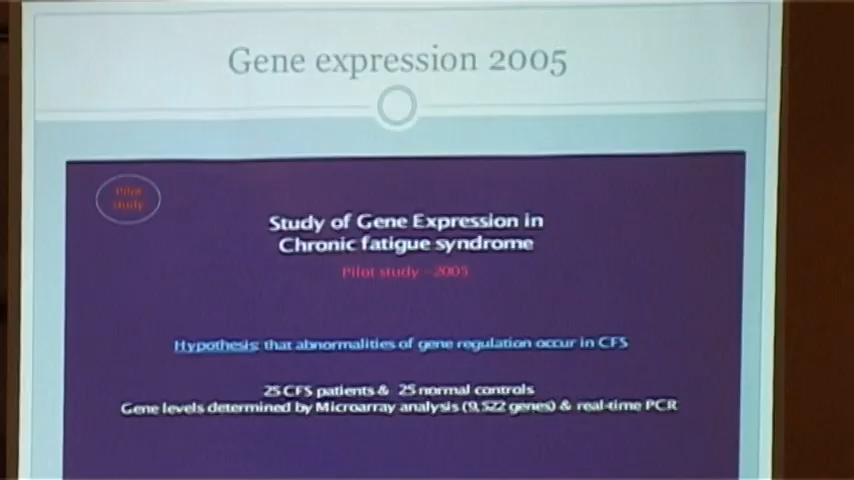 Gene expression 2005
Pilot
study
Study of Gene Expression in
Chronic fatigue syndrome
Pilot study - 2005
Hypothesis: that abnormalities of gene regulation occur in CFS
25 CFS patients & 25 normal controls
Gene levels determined by Microarray analysis (9,522 genes) & real-time PCR